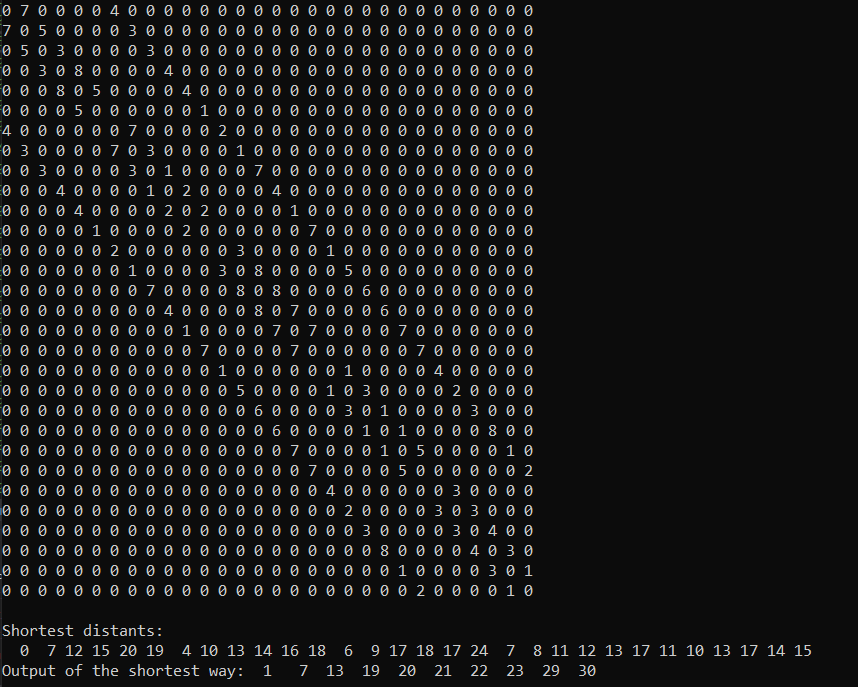 0 7 0 0 0 0 4 0 0 0 0 0 0 0 0 0 0 0 0 0 0 0 0 0 0 0 0 0 0 0
7 0 5 0 0 0 0 3 0 0 0 0 0 0 0 0 0 0 0 0 0 0 0 0 0 0 0 0 0 0
0 5 0 3 0 0 0 0 3 0 0 0 0 0 0 0 0 0 0 0 0 0 0 0 0 0 0 0 0 0
0 0 3 0 8 0 0 0 0 4 0 0 0 0 0 0 0 0 0 0 0 0 0 0 0 0 0 0 0 0
0 0 0 8 0 5 0 0 0 0 4 0 0 0 0 0 0 0 0 0 0 0 0 0 0 0 0 0 0 0
0 0 0 0 5 0 0 0 0 0 0 1 0 0 0 0 0 0 0 0 0 0 0 0 0 0 0 0 0 0
4 0 0 0 0 0 0 7 0 0 0 0 2 0 0 0 0 0 0 0 0 0 0 0 0 0 0 0 0 0
0 3 0 0 0 0 7 0 3 0 0 0 0 1 0 0 0 0 0 0 0 0 0 0 0 0 0 0 0 0
0 0 3 0 0 0 0 3 0 1 0 0 0 0 7 0 0 0 0 0 0 0 0 0 0 0 0 0 0 0
0 0 0 4 0 0 0 0 1 0 2 0 0 0 0 4 0 0 0 0 0 0 0 0 0 0 0 0 0 0
0 0 0 0 4 0 0 0 0 2 0 2 0 0 0 0 1 0 0 0 0 0 0 0 0 0 0 0 0 0
0 0 0 0 0 1 0 0 0 0 2 0 0 0 0 0 0 7 0 0 0 0 0 0 0 0 0 0 0 0
0 0 0 0 0 0 2 0 0 0 0 0 0 3 0 0 0 0 1 0 0 0 0 0 0 0 0 0 0 0
0 0 0 0 0 0 0 1 0 0 0 0 3 0 8 0 0 0 0 5 0 0 0 0 0 0 0 0 0 0
0 0 0 0 0 0 0 0 7 0 0 0 0 8 0 8 0 0 0 0 6 0 0 0 0 0 0 0 0 0
0 0 0 0 0 0 0 0 0 4 0 0 0 0 8 0 7 0 0 0 0 6 0 0 0 0 0 0 0 0
0 0 0 0 0 0 0 0 0 0 1 0 0 0 0 7 0 7 0 0 0 0 7 0 0 0 0 0 0 0
0 0 0 0 0 0 0 0 0 0 0 7 0 0 0 0 7 0 0 0 0 0 0 7 0 0 0 0 0 0
0 0 0 0 0 0 0 0 0 0 0 0 1 0 0 0 0 0 0 1 0 0 0 0 4 0 0 0 0 0
0 0 0 0 0 0 0 0 0 0 0 0 0 5 0 0 0 0 1 0 3 0 0 0 0 2 0 0 0 0
0 0 0 0 0 0 0 0 0 0 0 0 0 0 6 0 0 0 0 3 0 1 0 0 0 0 3 0 0 0
0 0 0 0 0 0 0 0 0 0 0 0 0 0 0 6 0 0 0 0 1 0 1 0 0 0 0 8 0 0
0 0 0 0 0 0 0 0 0 0 0 0 0 0 0 0 7 0 0 0 0 1 0 5 0 0 0 0 1 0
0 0 0 0 0 0 0 0 0 0 0 0 0 0 0 0 0 7 0 0 0 0 5 0 0 0 0 0 0 2
0 0 0 0 0 0 0 0 0 0 0 0 0 0 0 0 0 0 4 0 0 0 0 0 0 3 0 0 0 0
0 0 0 0 0 0 0 0 0 0 0 0 0 0 0 0 0 0 0 2 0 0 0 0 3 0 3 0 0 0
0 0 0 0 0 0 0 0 0 0 0 0 0 0 0 0 0 0 0 0 3 0 0 0 0 3 0 4 0 0
0 0 0 0 0 0 0 0 0 0 0 0 0 0 0 0 0 0 0 0 0 8 0 0 0 0 4 0 3 0
0 0 0 0 0 0 0 0 0 0 0 0 0 0 0 0 0 0 0 0 0 0 1 0 0 0 0 3 0 1
0 0 0 0 0 0 0 0 0 0 0 0 0 0 0 0 0 0 0 0 0 0 0 2 0 0 0 0 1 0
Shortest distants:
0 7 12 15 20 19 4 10 13 14 16 18 6 9 17 18 17 24 7 8 11 12 13 17 11 10 13 17 14 15
Output of the shortest way: 1 7 13 19 20 21 22 23 29 30